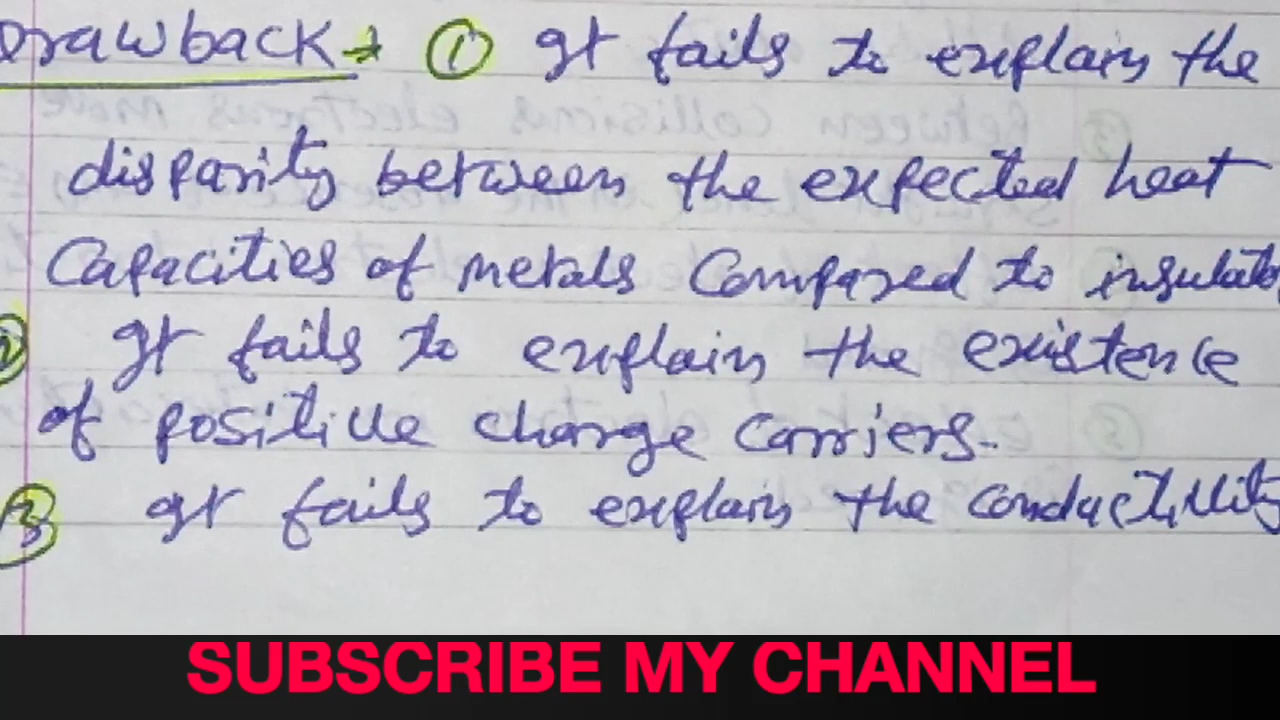 Drawback → ① It fails to explain the
disparity between the expected heat
Capacities of metals Compared to insulator
② It fails to explain the existence
of positive charge carriers.
③ It fails to explain the conductivity
SUBSCRIBE MY CHANNEL